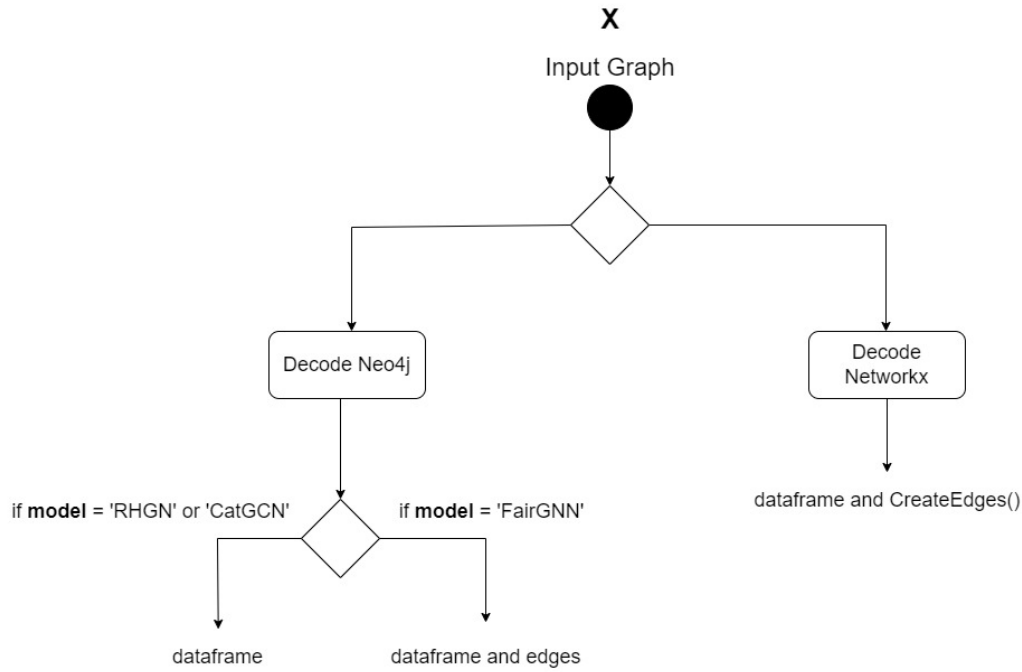 X
Input Graph
Decode Neo4j
Decode
Networkx
if model = 'RHGN' or 'CatGCN'
if model = 'FairGNN'
dataframe and CreateEdges()
dataframe
dataframe and edges